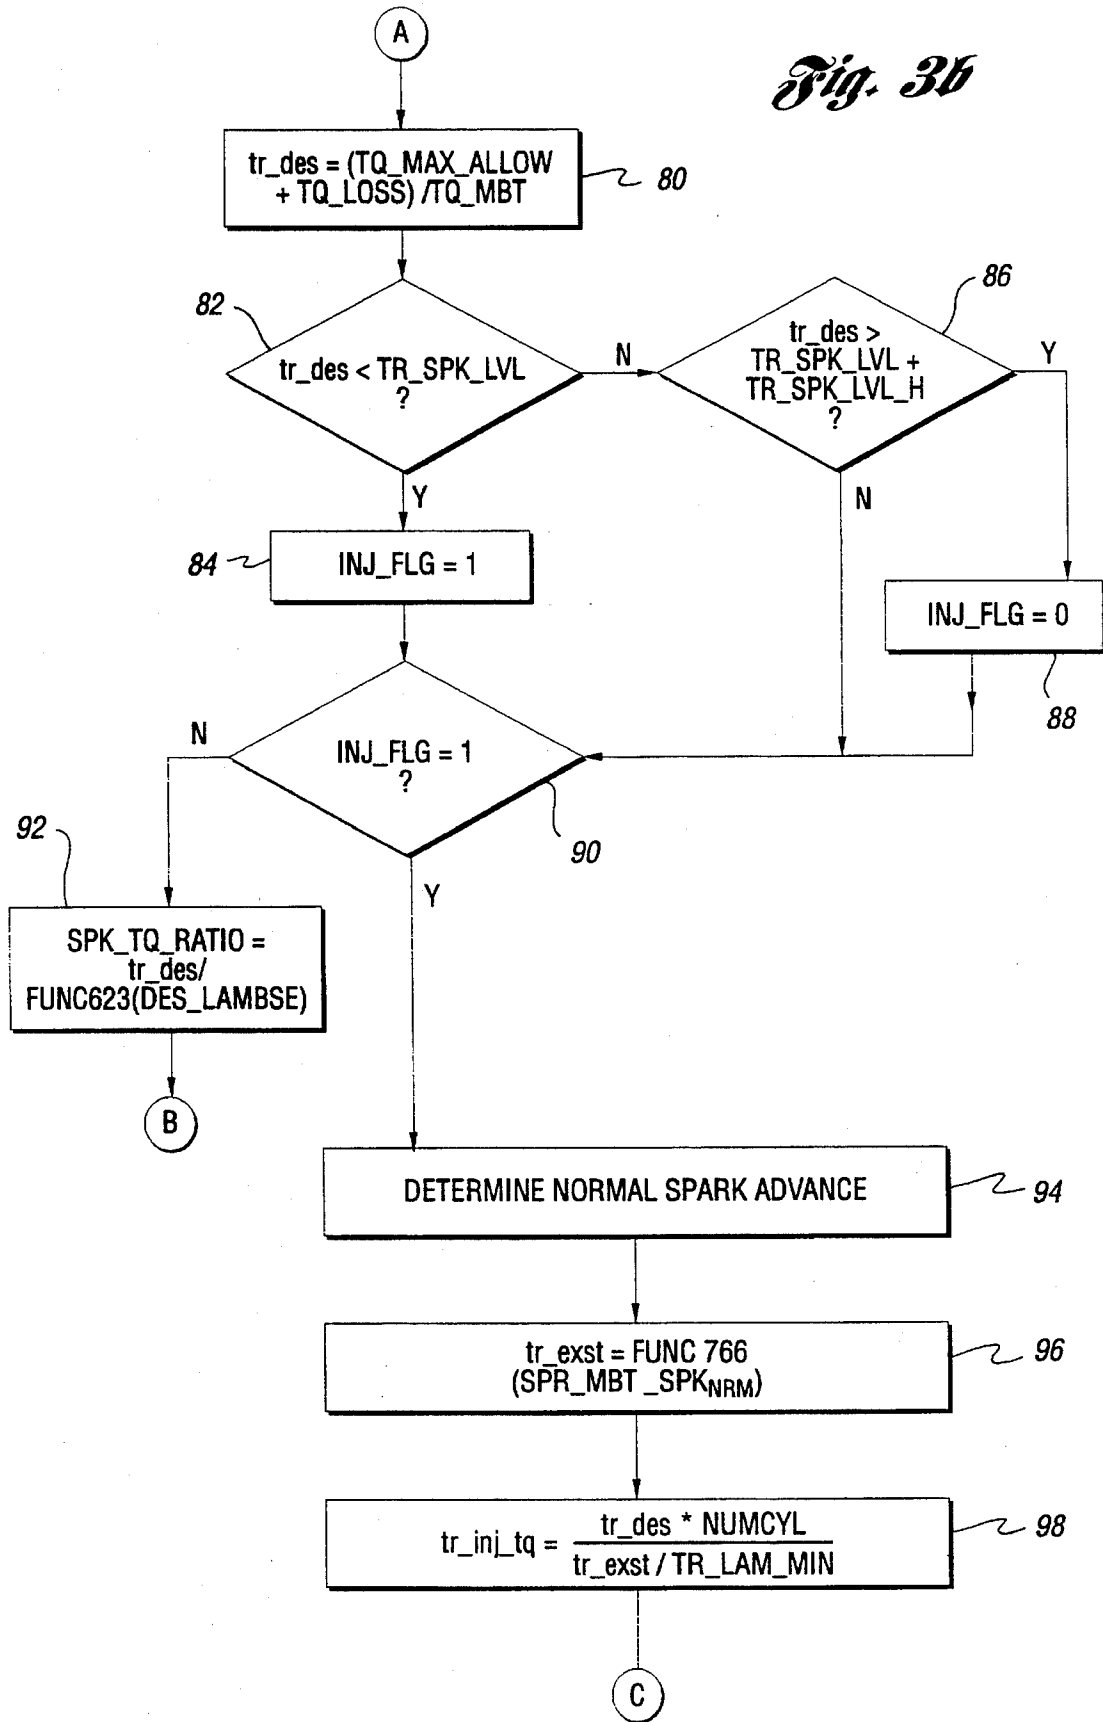 A
Fig. 3b
tr_des = (TQ_MAX_ALLOW
+ TQ_LOSS) /TQ_MBT
80
82
tr_des < TR_SPK_LVL
?
N
Y
86
tr_des >
TR_SPK_LVL +
TR_SPK_LVL_H
?
Y
N
84
INJ_FLG = 1
INJ_FLG = 0
88
N
INJ_FLG = 1
?
90
Y
92
SPK_TQ_RATIO =
tr_des/
FUNC623(DES_LAMBSE)
B
DETERMINE NORMAL SPARK ADVANCE
94
tr_exst = FUNC 766
(SPR_MBT _SPKNRM)
96
tr_inj_tq = tr_des * NUMCYL
tr_exst / TR_LAM_MIN
98
C